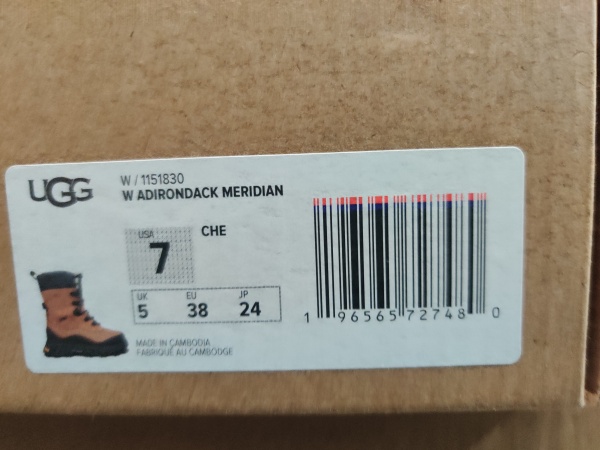 UGG
W / 1151830
W ADIRONDACK MERIDIAN
USA
7
CHE
UK EU JP
5 38 24
MADE IN CAMBODIA
FABRIQUÉ AU CAMBODGE
1 96565 72748 0